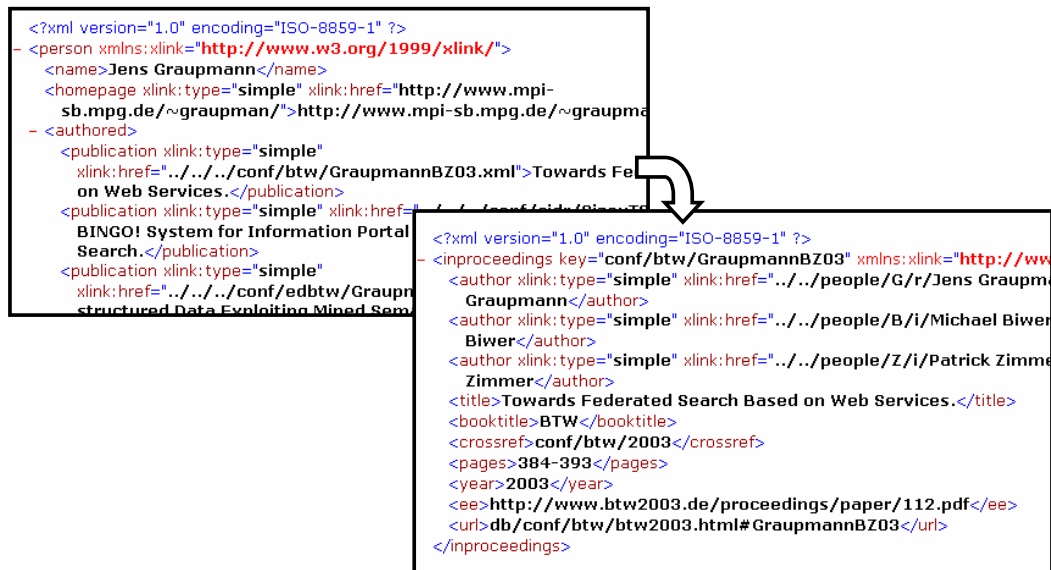 <?xml version="1.0" encoding="ISO-8859-1" ?>
- <person xmlns:xlink="http://www.w3.org/1999/xlink/">
<name>Jens Graupmann</name>
<homepage xlink:type="simple" xlink:href="http://www.mpi-
sb.mpg.de/~graupman/">http://www.mpi-sb.mpg.de/~graupma
- <authored>
<publication xlink:type="simple"
xlink:href="../../../conf/btw/GraupmannBZ03.xml">Towards Fe
on Web Services.</publication>
<publication xlink:type="simple" xlink:href=
BINGO! System for Information Portal
Search.</publication>
<publication xlink:type="simple"
xlink:href="../../../conf/edbtw/Graupn
structured Data Exploiting Mined Sem
<?xml version="1.0" encoding="ISO-8859-1" ?>
- <inproceedings key="conf/btw/GraupmannBZ03" xmlns:xlink="http://ww
<author xlink:type="simple" xlink:href="../../people/G/r/Jens Graupma
Graupmann</author>
<author xlink:type="simple" xlink:href="../../people/B/i/Michael Biwer
Biwer</author>
<author xlink:type="simple" xlink:href="../../people/Z/i/Patrick Zimme
Zimmer</author>
<title>Towards Federated Search Based on Web Services.</title>
<booktitle>BTW</booktitle>
<crossref>conf/btw/2003</crossref>
<pages>384-393</pages>
<year>2003</year>
<ee>http://www.btw2003.de/proceedings/paper/112.pdf</ee>
<url>db/conf/btw/btw2003.html#GraupmannBZ03</url>
</inproceedings>